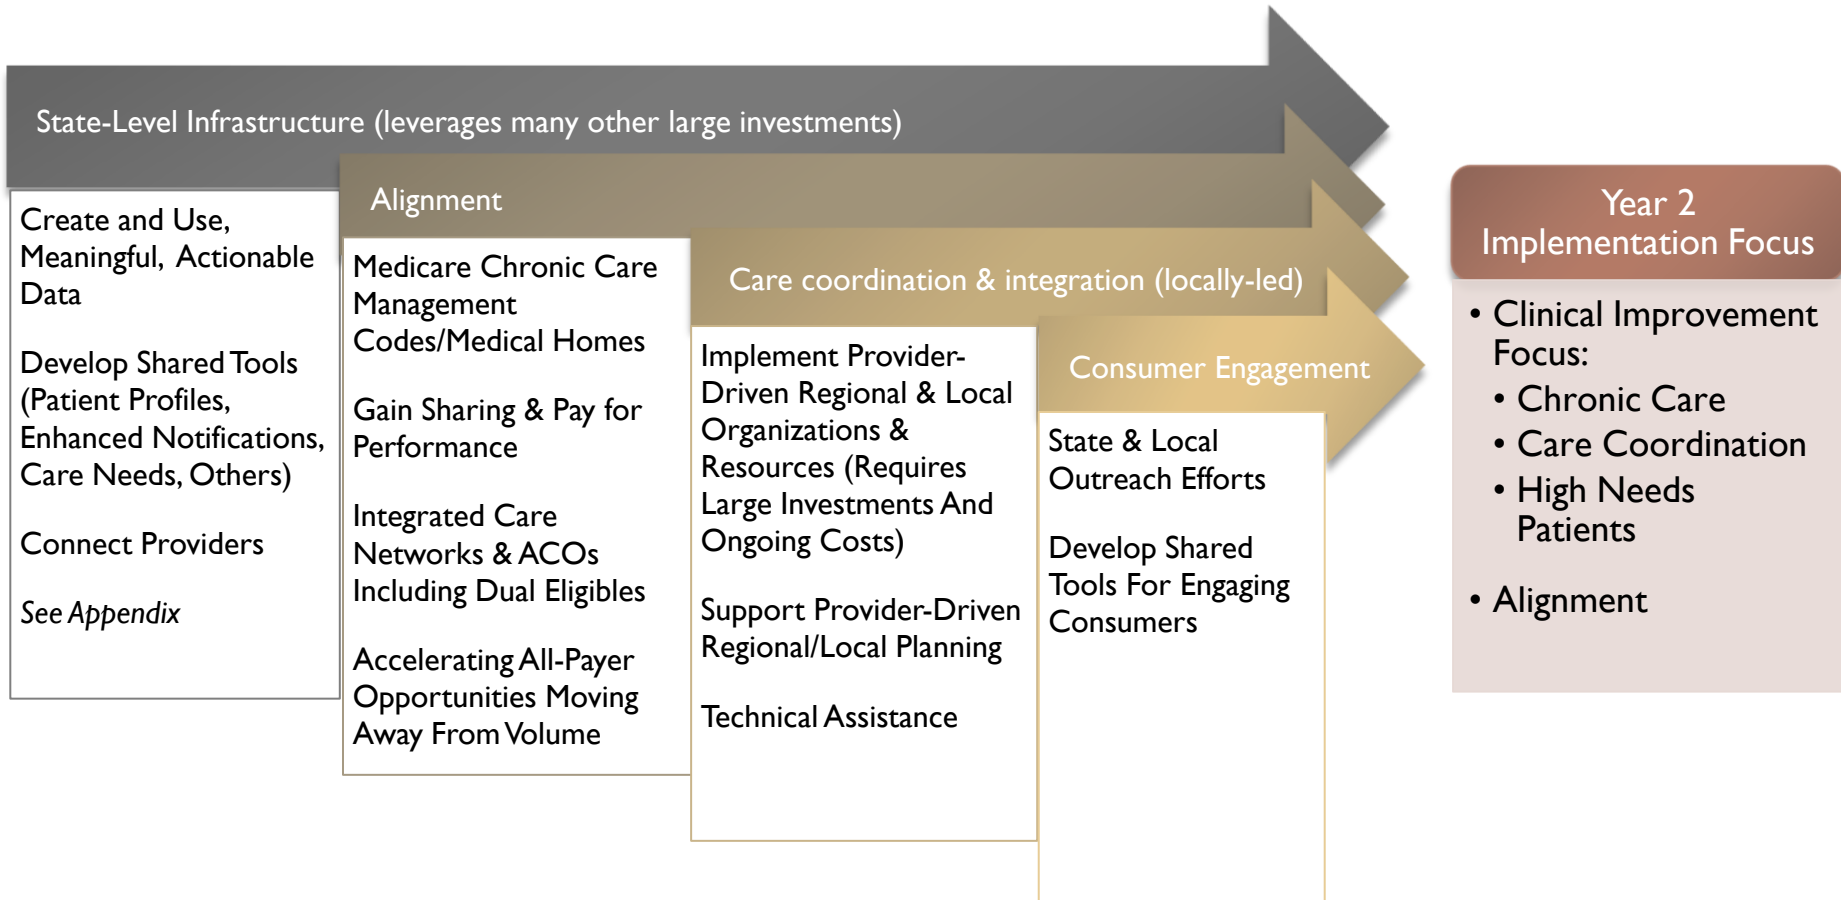 State-Level Infrastructure (leverages many other large investments)
Create and Use,
Meaningful, Actionable
Data
Develop Shared Tools
(Patient Profiles,
Enhanced Notifications,
Care Needs, Others)
Connect Providers
See Appendix
Alignment
Medicare Chronic Care
Management
Codes/Medical Homes
Gain Sharing & Pay for
Performance
Integrated Care
Networks & ACOs
Including Dual Eligibles
Accelerating All-Payer
Opportunities Moving
Away From Volume
Care coordination & integration (locally-led)
Implement Provider-
Driven Regional & Local
Organizations &
Resources (Requires
Large Investments And
Ongoing Costs)
Support Provider-Driven
Regional/Local Planning
Technical Assistance
Consumer Engagement
State & Local
Outreach Efforts
Develop Shared
Tools For Engaging
Consumers
Year 2
Implementation Focus
• Clinical Improvement
Focus:
• Chronic Care
• Care Coordination
• High Needs
Patients
• Alignment